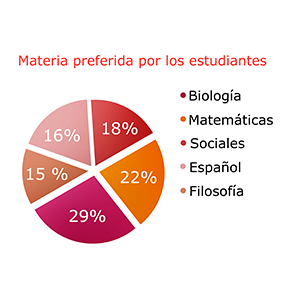 Materia preferida por los estudiantes
Biología
Matemáticas
Sociales
Español
Filosofía
16%
18%
15 %
22%
29%